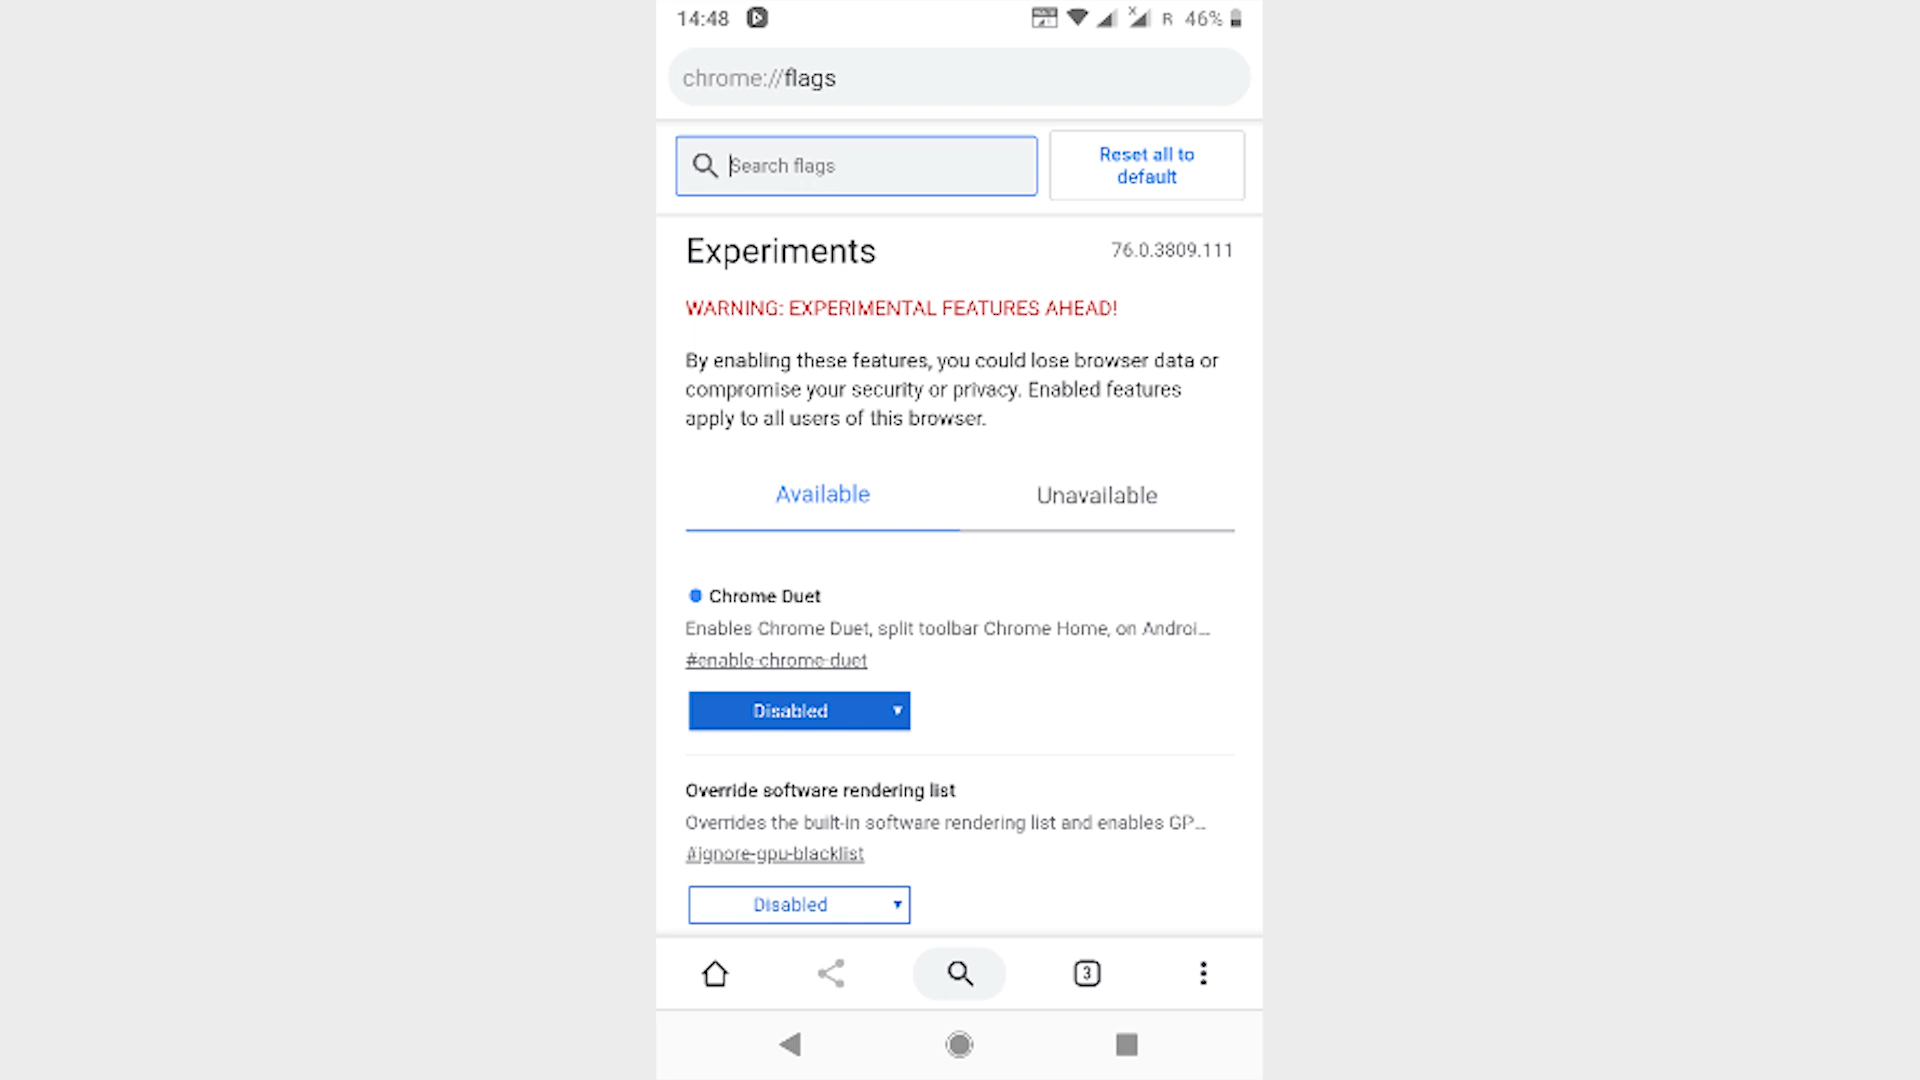 14:48
R 46%
chrome://flags
Search flags
Reset all to
default
Experiments
76.0.3809.111
WARNING: EXPERIMENTAL FEATURES AHEAD!
By enabling these features, you could lose browser data or
compromise your security or privacy. Enabled features
apply to all users of this browser.
Available
Unavailable
Chrome Duet
Enables Chrome Duet, split toolbar Chrome Home, on Androi...
#enable-chrome-duet
Disabled
Override software rendering list
Overrides the built-in software rendering list and enables GP...
#ignore-gpu-blacklist
Disabled
3